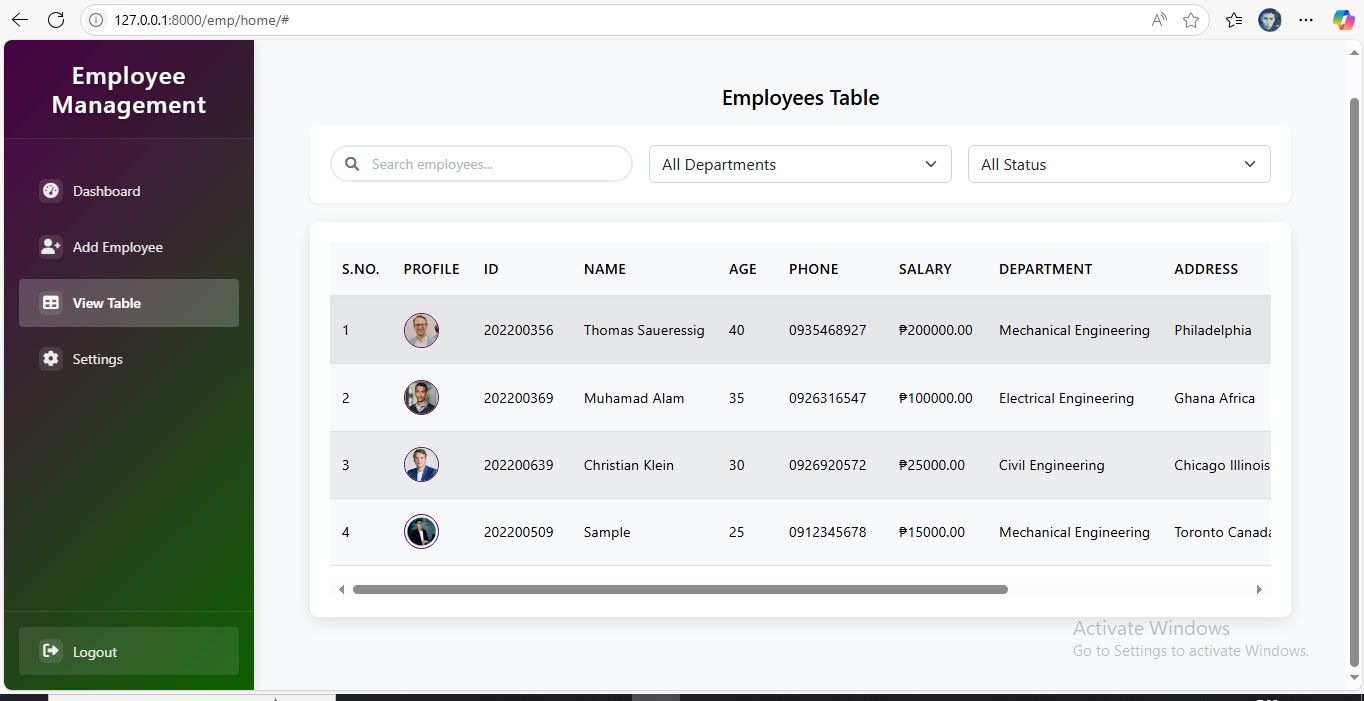 127.0.0.1:8000/emp/home/#
Employee
Management
Dashboard
Add Employee
View Table
Settings
Logout
Employees Table
Search employees...
All Departments
All Status
S.NO. PROFILE ID NAME AGE PHONE SALARY DEPARTMENT ADDRESS
1 202200356 Thomas Saueressig 40 0935468927 ₱200000.00 Mechanical Engineering Philadelphia
2 202200369 Muhamad Alam 35 0926316547 ₱100000.00 Electrical Engineering Ghana Africa
3 202200639 Christian Klein 30 0926920572 ₱25000.00 Civil Engineering Chicago Illinois
4 202200509 Sample 25 0912345678 ₱15000.00 Mechanical Engineering Toronto Canada
Activate Windows
Go to Settings to activate Windows.